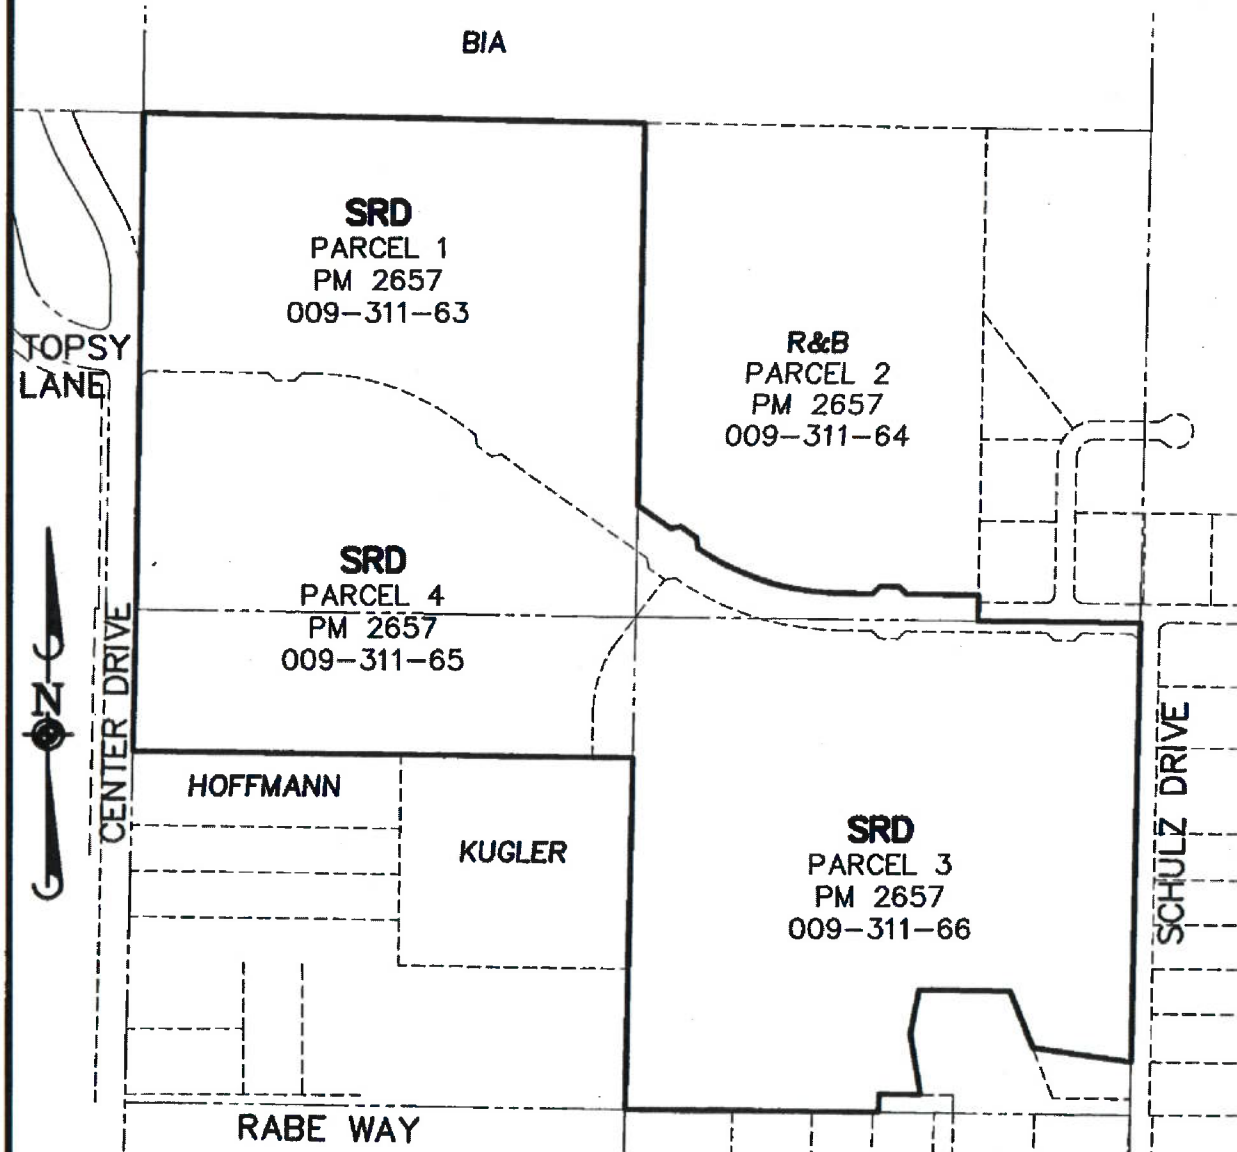 BIA
SRD
PARCEL 1
PM 2657
009-311-63
TOPSY
LANE
R&B
PARCEL 2
PM 2657
009-311-64
SRD
PARCEL 4
PM 2657
009-311-65
CENTER DRIVE
N
HOFFMANN
KUGLER
SRD
PARCEL 3
PM 2657
009-311-66
SCHULZ DRIVE
RABE WAY